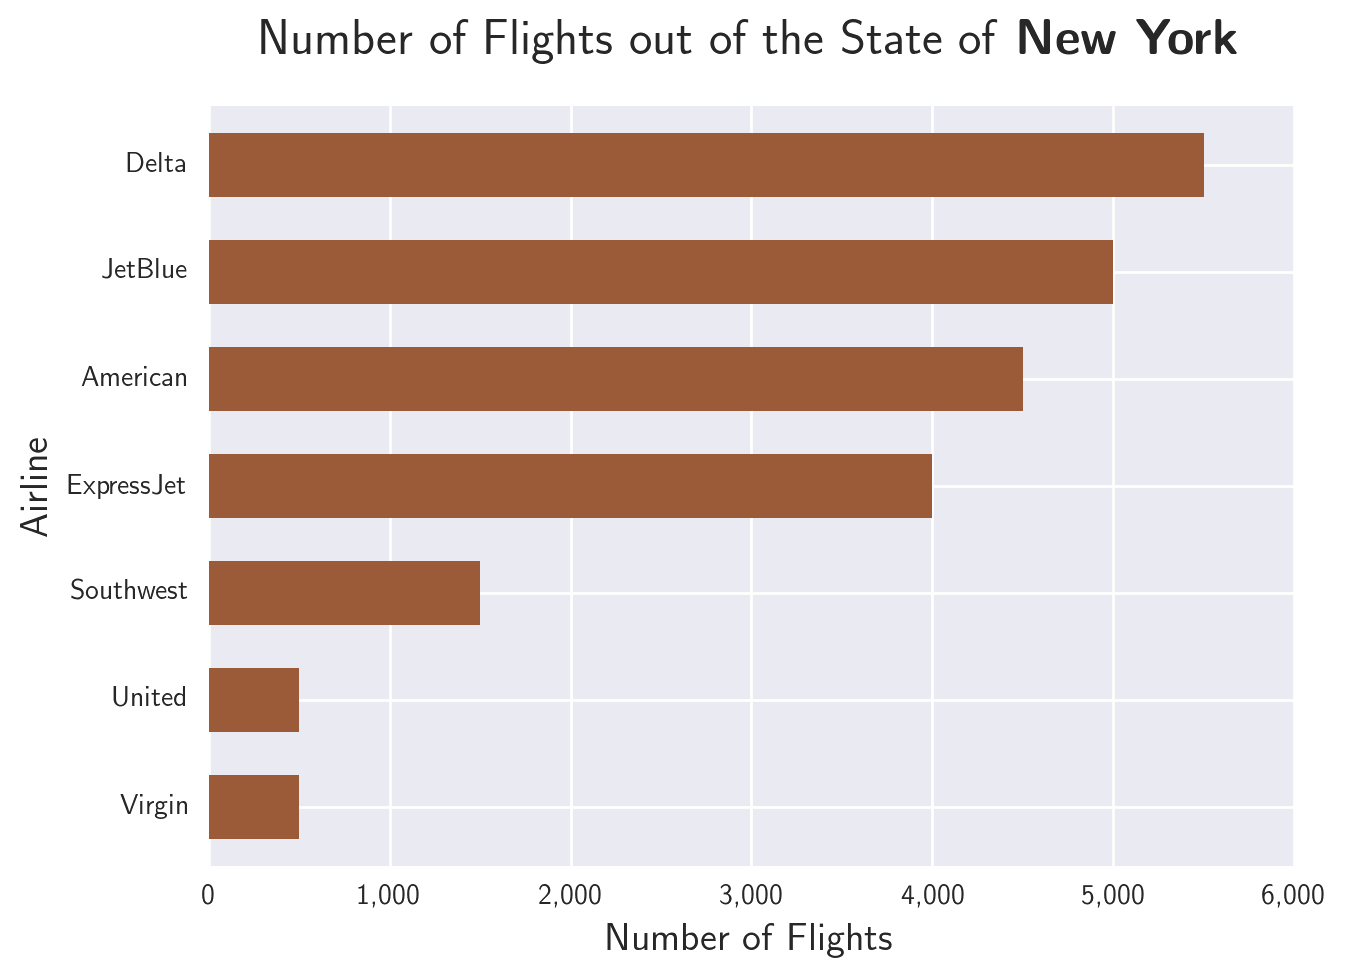 Number of Flights out of the State of New York
Delta
JetBlue
American
ExpressJet
Southwest
United
Virgin
Airline
0 1,000 2,000 3,000 4,000 5,000 6,000
Number of Flights